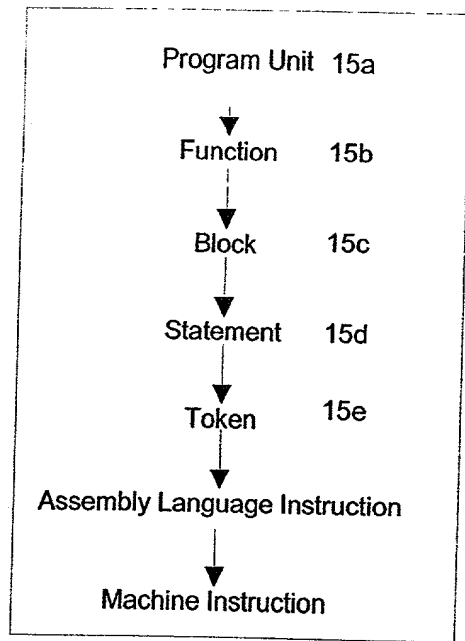 Program Unit 15a
Function 15b
Block 15c
Statement 15d
Token 15e
Assembly Language Instruction
Machine Instruction